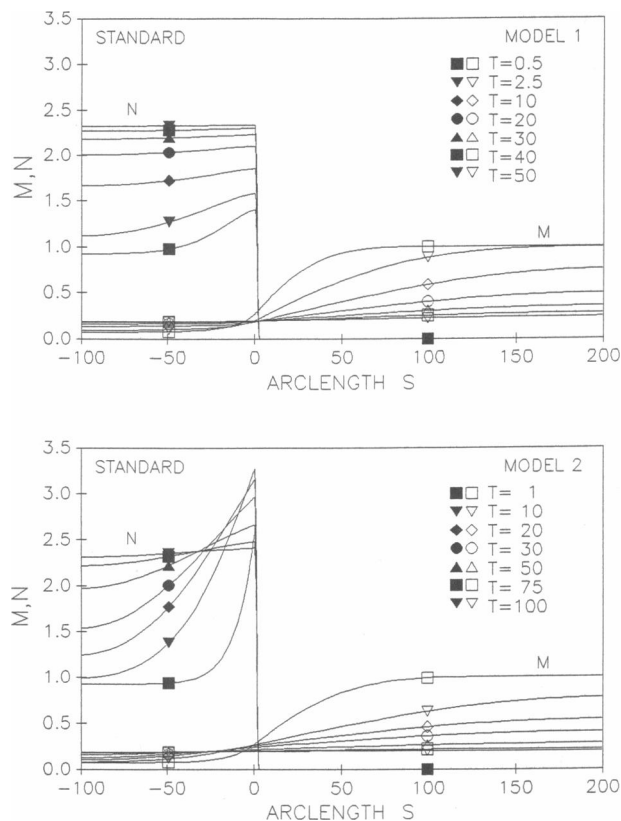 3.5
STANDARD
MODEL 1
3.0
T=0.5
T=2.5
2.5
N
T=10
T=20
2.0
T=30
T=40
M,N
1.5
T=50
M
1.0
0.5
0.0
-100
-50
0
50
100
150
200
ARCLENGTH S
3.5
STANDARD
MODEL 2
3.0
T= 1
T= 10
2.5
N
T= 20
T= 30
2.0
T= 50
T= 75
M,N
1.5
T=100
M
1.0
0.5
0.0
-100
-50
0
50
100
150
200
ARCLENGTH S